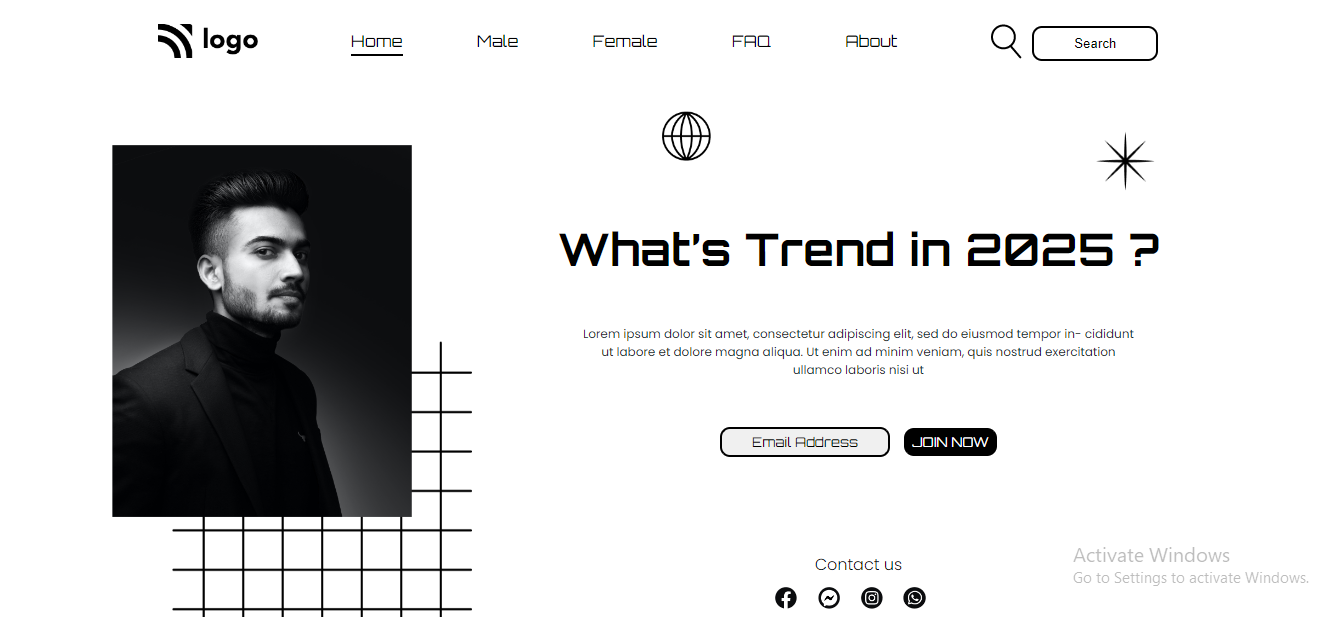 logo
Home
Male
Female
FAQ
About
Search
What's Trend in 2025 ?
Lorem ipsum dolor sit amet, consectetur adipiscing elit, sed do eiusmod tempor in- cididunt
ut labore et dolore magna aliqua. Ut enim ad minim veniam, quis nostrud exercitation
ullamco laboris nisi ut
Email Address
JOIN NOW
Contact us
Activate Windows
Go to Settings to activate Windows.